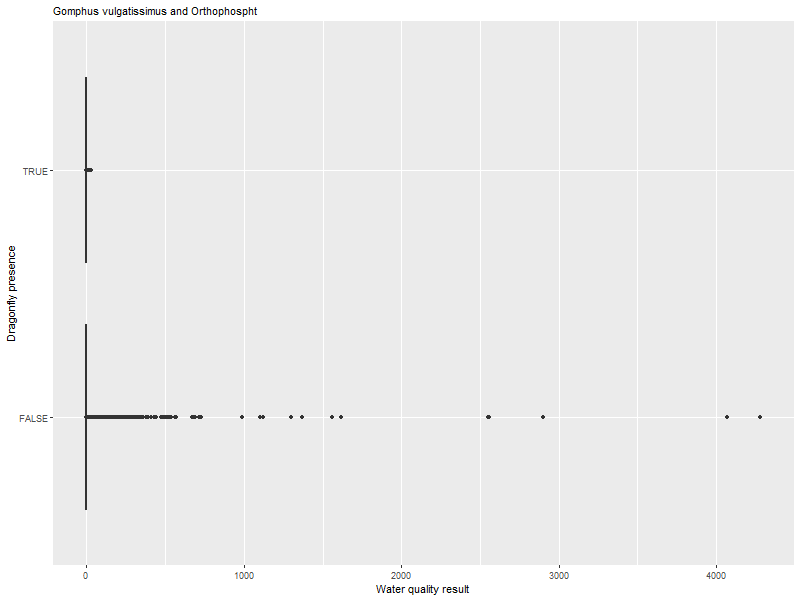 Gomphus vulgatissimus and Orthophospht
TRUE
FALSE
Dragonfly presence
0 1000 2000 3000 4000
Water quality result